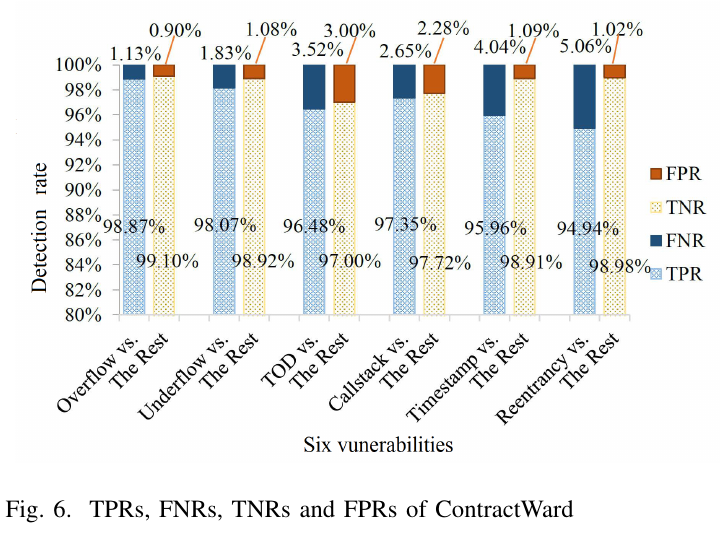 0.90%
1.08%
3.00%
2.28%
1.09%
1.02%
1.13%
1.83%
3.52%
2.65%
4.04%
5.06%
100%
98%
96%
94%
92%
90%
88%
86%
84%
82%
80%
Detection rate
98.87%
98.07%
96.48%
97.35%
95.96%
94.94%
99.10%
98.92%
97.00%
97.72%
98.91%
98.98%
FPR
TNR
FNR
TPR
Overflow vs.
The Rest
Underflow vs.
The Rest
TOD vs.
The Rest
Callstack vs.
The Rest
Timestamp vs.
The Rest
Reentrancy vs.
The Rest
Six vunerabilities
Fig. 6. TPRs, FNRs, TNRs and FPRs of ContractWard